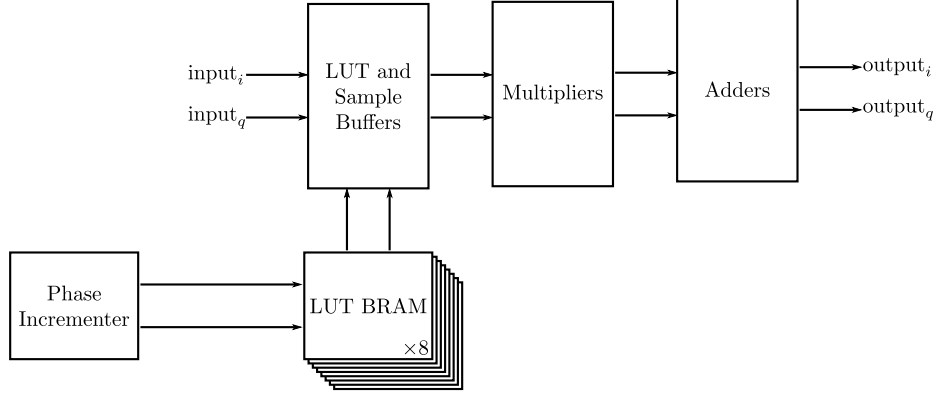 input_i
input_q
LUT and
Sample
Buffers
Multipliers
Adders
output_i
output_q
Phase
Incrementer
LUT BRAM
×8